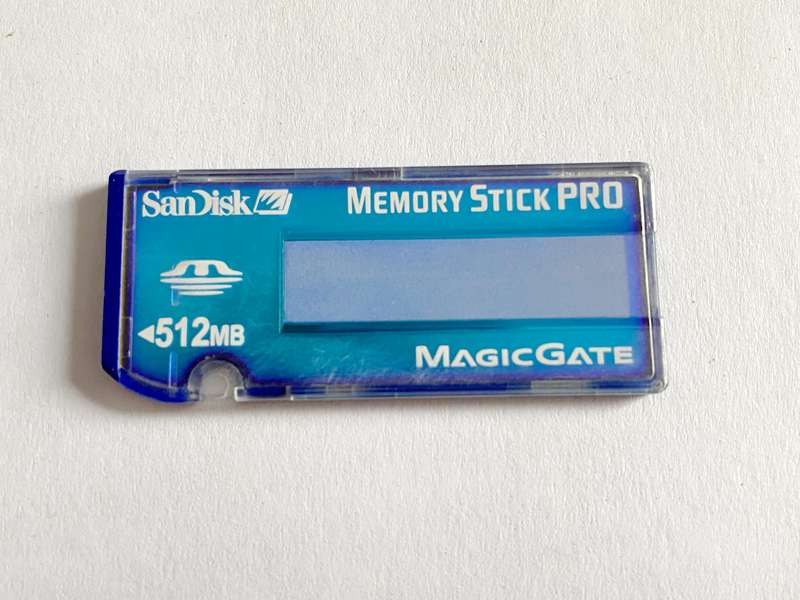 SanDisk
MEMORY STICK PRO
512MB
MAGICGATE